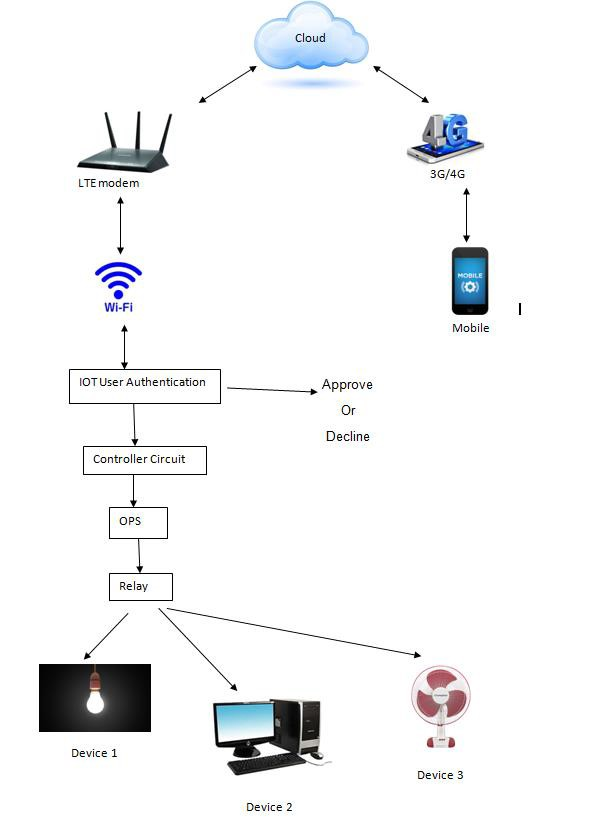 Cloud
4G
LTE modem
3G/4G
Wi-Fi
MOBILE
Mobile
IOT User Authentication
Approve
Or
Decline
Controller Circuit
OPS
Relay
Device 1
Device 2
Device 3